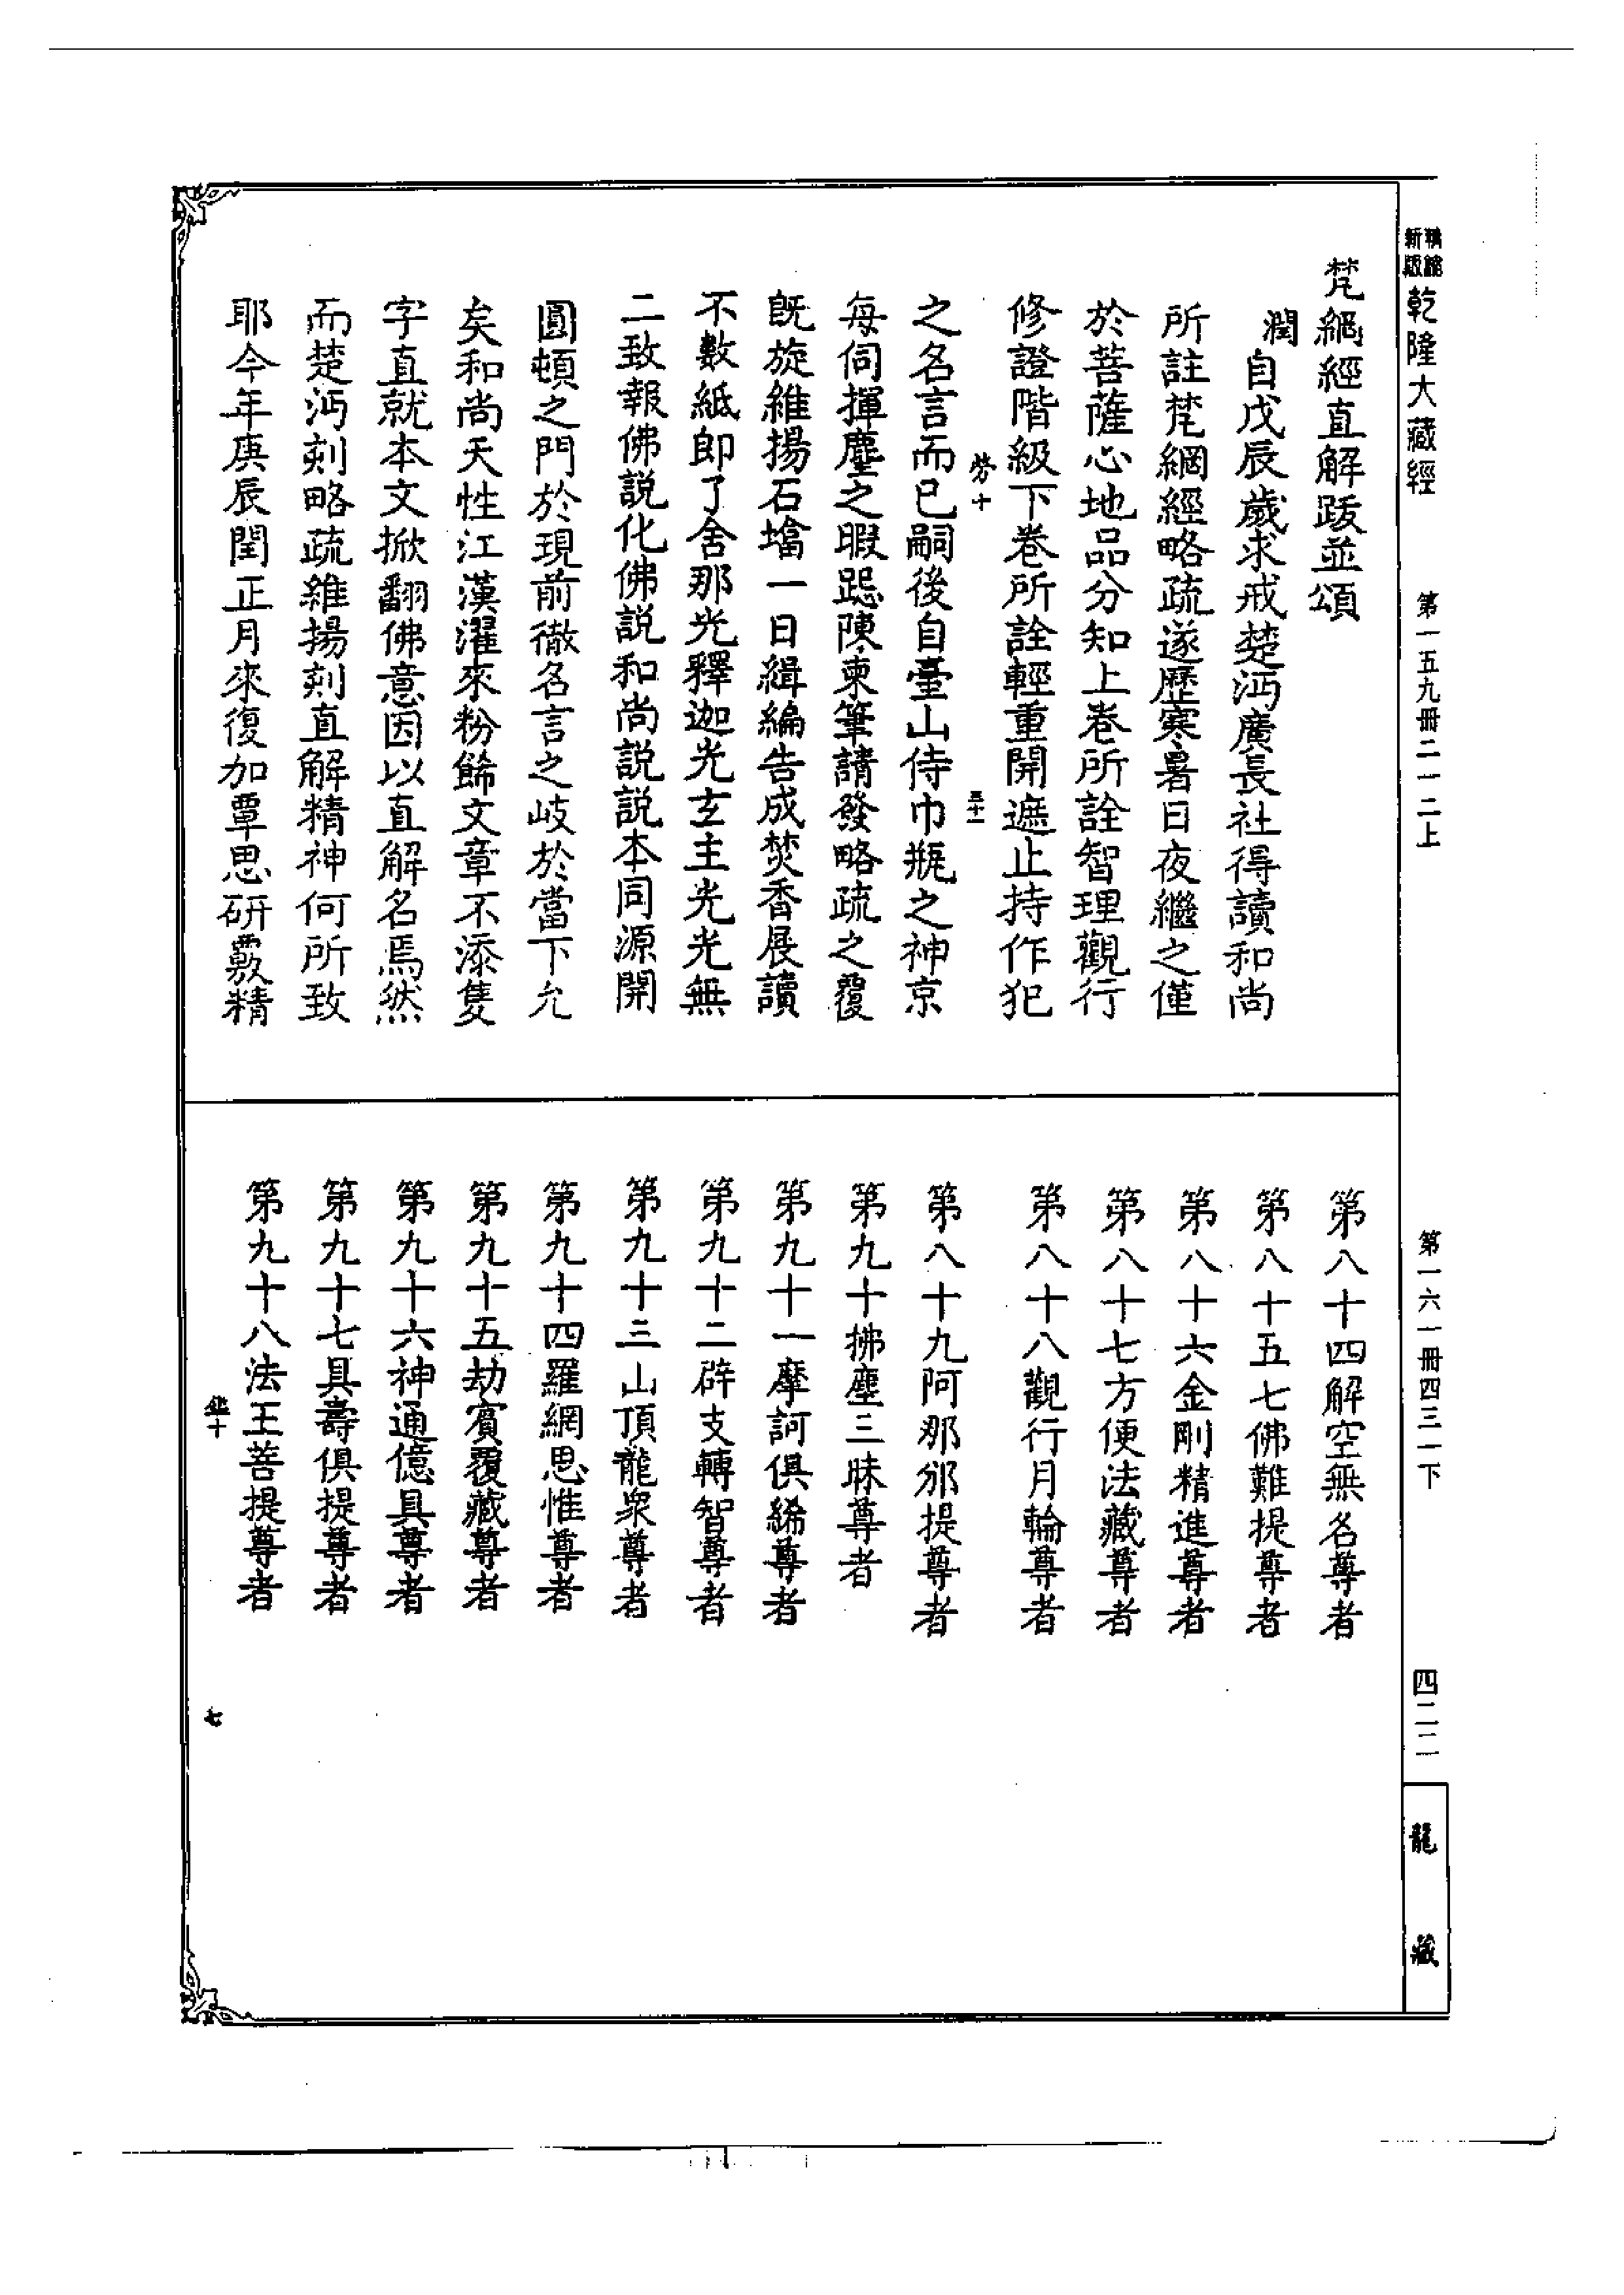 新版
乾隆大藏經
第一五九冊二一二上
第一六一冊四三一下
四二二
龍藏
梵網經直解跋並頌
潤自戊辰歲求戒楚沔廣長社得讀和尚
所註梵網經略疏遂歷寒暑日夜繼之僅
於菩薩心地品分知上卷所詮智理觀行
修證階級下卷所詮輕重開遮止持作犯
勞十
三十一
之名言而已嗣後自臺山侍巾瓶之神京
每伺揮麈之暇跽陳柬筆請發略疏之覆
既旋維揚石塔一日緝編告成焚香展讀
不數紙即了舍那光釋迦光玄主光光無
二致報佛説化佛説和尚説説本同源開
圓頓之門於現前徹名言之岐於當下允
矣和尚天性江漢濯來粉餙文章不添隻
字直就本文掀翻佛意因以直解名焉然
而楚沔刻略疏維揚刻直解精神何所致
耶今年庚辰閏正月來復加覃思研覈精
第八十四解空無名尊者
第八十五七佛難提尊者
第八十六金剛精進尊者
第八十七方便法藏尊者
第八十八觀行月輪尊者
第八十九阿那邠提尊者
第九十拂塵三昧尊者
第九十一摩訶俱絺尊者
第九十二辟支轉智尊者
第九十三山頂龍衆尊者
第九十四羅網思惟尊者
第九十五劫賓覆藏尊者
第九十六神通億具尊者
第九十七具壽俱提尊者
第九十八法王菩提尊者
七